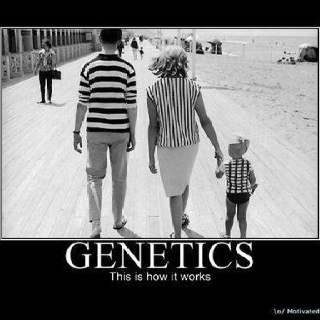 GENETICS
This is how it works
\o/ Motivated